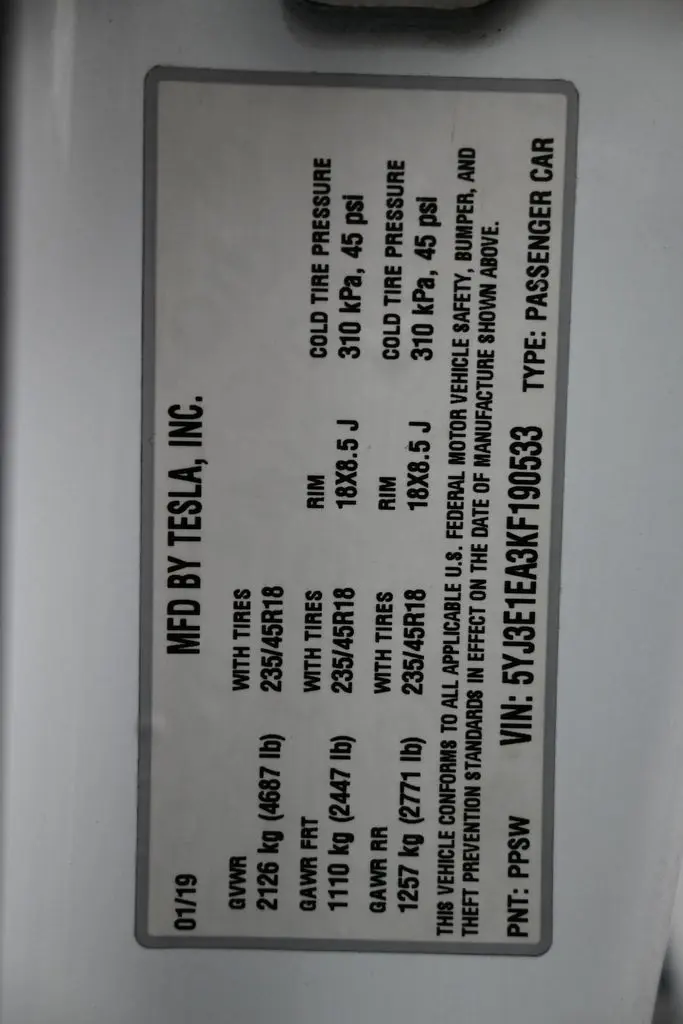 01/19 MFD BY TESLA, INC.
GVWR WITH TIRES
2126 kg (4687 lb) 235/45R18
GAWR FRT WITH TIRES RIM COLD TIRE PRESSURE
1110 kg (2447 lb) 235/45R18 18X8.5 J 310 kPa, 45 psi
GAWR RR WITH TIRES RIM COLD TIRE PRESSURE
1257 kg (2771 lb) 235/45R18 18X8.5 J 310 kPa, 45 psi
THIS VEHICLE CONFORMS TO ALL APPLICABLE U.S. FEDERAL MOTOR VEHICLE SAFETY, BUMPER, AND
THEFT PREVENTION STANDARDS IN EFFECT ON THE DATE OF MANUFACTURE SHOWN ABOVE.
PNT: PPSW VIN: 5YJ3E1EA3KF190533 TYPE: PASSENGER CAR